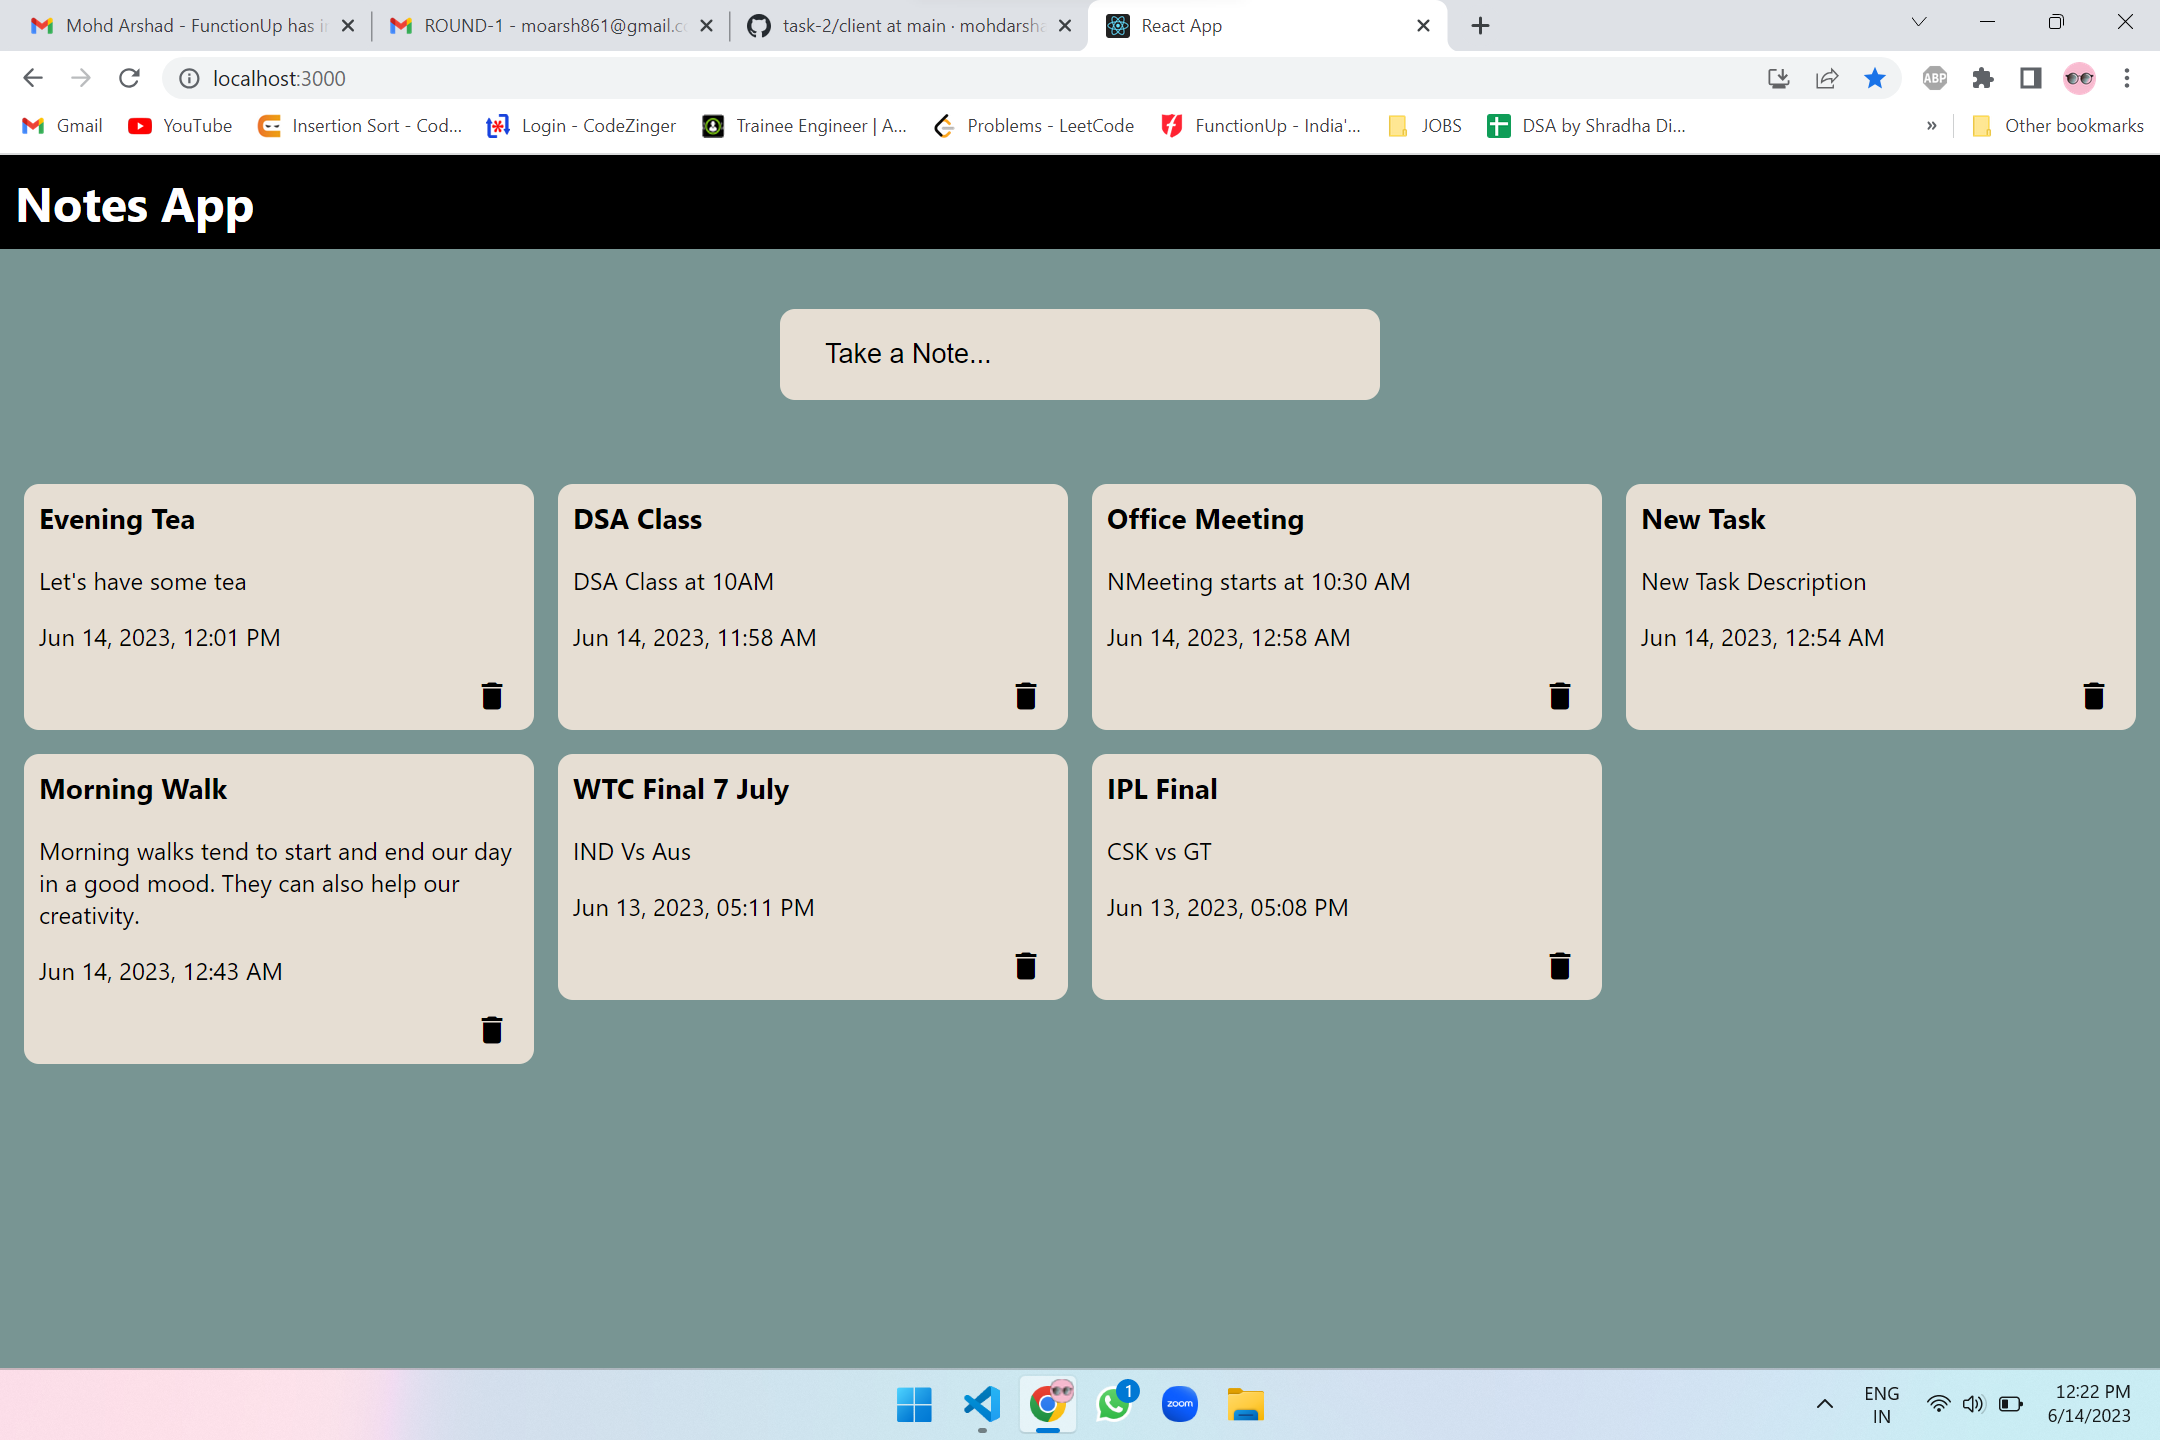 Mohd Arshad - FunctionUp has i
ROUND-1 - moarsh861@gmail.c
task-2/client at main · mohdarsha
React App
localhost:3000
ABP
Gmail
YouTube
Insertion Sort - Cod...
Login - CodeZinger
Trainee Engineer | A...
Problems - LeetCode
FunctionUp - India'...
JOBS
DSA by Shradha Di...
»
Other bookmarks
Notes App
Take a Note...
Evening Tea
Let's have some tea
Jun 14, 2023, 12:01 PM
DSA Class
DSA Class at 10AM
Jun 14, 2023, 11:58 AM
Office Meeting
NMeeting starts at 10:30 AM
Jun 14, 2023, 12:58 AM
New Task
New Task Description
Jun 14, 2023, 12:54 AM
Morning Walk
Morning walks tend to start and end our day
in a good mood. They can also help our
creativity.
Jun 14, 2023, 12:43 AM
WTC Final 7 July
IND Vs Aus
Jun 13, 2023, 05:11 PM
IPL Final
CSK vs GT
Jun 13, 2023, 05:08 PM
1
zoom
ENG
IN
12:22 PM
6/14/2023